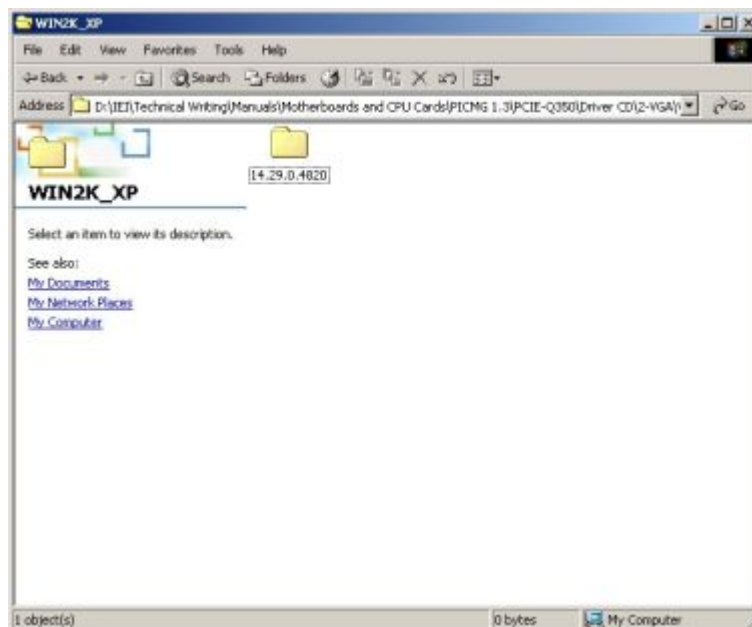 WIN2K_XP
File Edit View Favorites Tools Help
Back Search Folders
Address D:\IEI\Technical Writing\Manuals\Motherboards and CPU Cards\PICMG 1.3\PCIE-Q350\Driver CD\2-VGA\ Go
14.29.0.4820
WIN2K_XP
Select an item to view its description.
See also:
My Documents
My Network Places
My Computer
1 object(s) 0 bytes My Computer